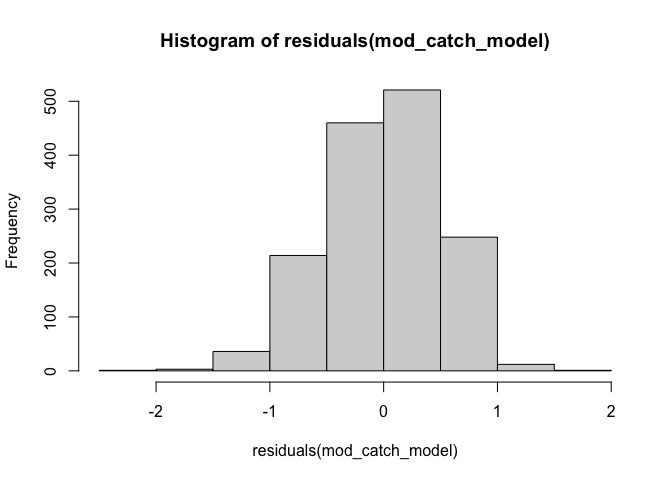 Histogram of residuals(mod_catch_model)
Frequency
500
400
300
200
100
0
-2 -1 0 1 2
residuals(mod_catch_model)